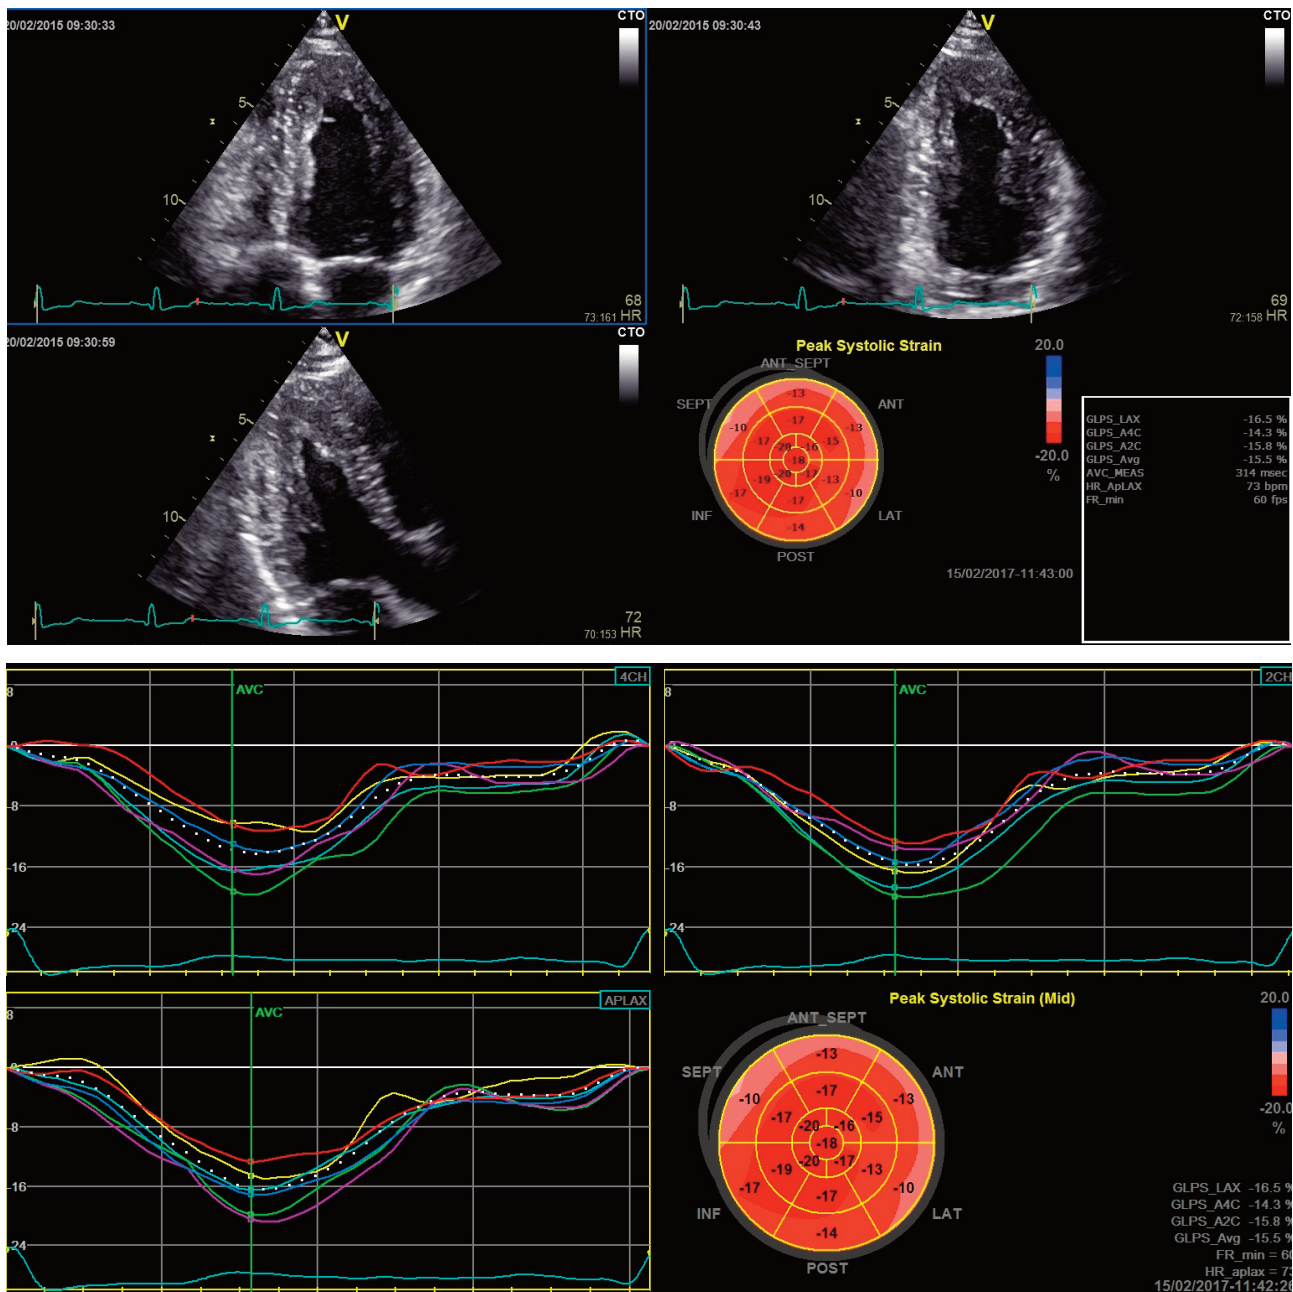 20/02/2015 09:30:33
V
CTO
5
10
68
73:161 HR
20/02/2015 09:30:43
V
CTO
5
10
69
72:158 HR
20/02/2015 09:30:59
V
CTO
5
10
72
70:153 HR
Peak Systolic Strain
ANT_SEPT
SEPT
ANT
INF
LAT
POST
-13
-10
-13
-17
-17
-15
-20
-16
-18
-20
-17
-19
-13
-17
-10
-17
-14
20.0
-20.0
%
15/02/2017-11:43:00
GLPS_LAX -16.5 %
GLPS_A4C -14.3 %
GLPS_A2C -15.8 %
GLPS_Avg -15.5 %
AVC_MEAS 314 msec
HR_ApLAX 73 bpm
FR_min 60 fps
4CH
AVC
8
0
-8
-16
-24
2CH
AVC
8
0
-8
-16
-24
APLAX
AVC
8
0
-8
-16
-24
Peak Systolic Strain (Mid)
ANT_SEPT
SEPT
ANT
INF
LAT
POST
-13
-10
-13
-17
-17
-15
-20
-16
-18
-20
-17
-19
-13
-17
-10
-17
-14
20.0
-20.0
%
GLPS_LAX -16.5 %
GLPS_A4C -14.3 %
GLPS_A2C -15.8 %
GLPS_Avg -15.5 %
FR_min = 60
HR_aplax = 73
15/02/2017-11:42:26